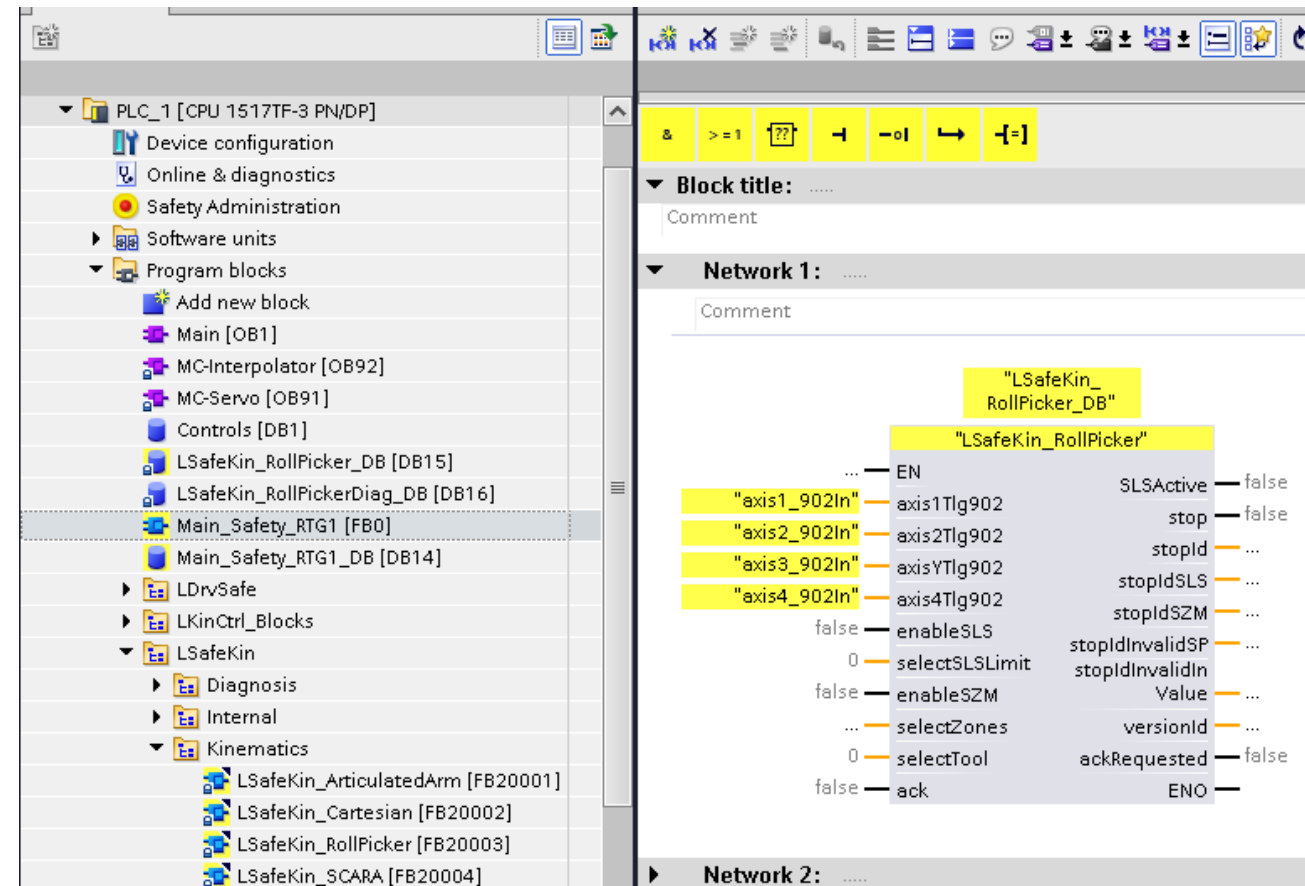 PLC_1 [CPU 1517TF-3 PN/DP]
Device configuration
Online & diagnostics
Safety Administration
Software units
Program blocks
Add new block
Main [OB1]
MC-Interpolator [OB92]
MC-Servo [OB91]
Controls [DB1]
LSafeKin_RollPicker_DB [DB15]
LSafeKin_RollPickerDiag_DB [DB16]
Main_Safety_RTG1 [FB0]
Main_Safety_RTG1_DB [DB14]
LDrvSafe
LKinCtrl_Blocks
LSafeKin
Diagnosis
Internal
Kinematics
LSafeKin_ArticulatedArm [FB20001]
LSafeKin_Cartesian [FB20002]
LSafeKin_RollPicker [FB20003]
LSafeKin_SCARA [FB20004]
& >=1 ?? -o| -[=]
Block title: .....
Comment
Network 1: .....
Comment
"LSafeKin_
RollPicker_DB"
"LSafeKin_RollPicker"
... EN
"axis1_902In" axis1Tlg902
"axis2_902In" axis2Tlg902
"axis3_902In" axisYTlg902
"axis4_902In" axis4Tlg902
false enableSLS
0 selectSLSLimit
false enableSZM
... selectZones
0 selectTool
false ack
SLSActive false
stop false
stopId ...
stopIdSLS ...
stopIdSZM ...
stopIdInvalidSP ...
stopIdInvalidIn
Value ...
versionId ...
ackRequested false
ENO
Network 2: .....